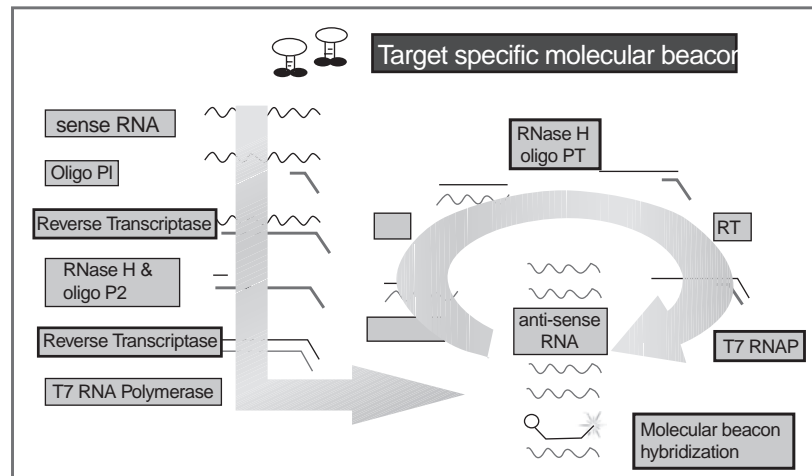 Target specific molecular beacon
sense RNA
Oligo PI
Reverse Transcriptase
RNase H &
oligo P2
Reverse Transcriptase
T7 RNA Polymerase
RNase H
oligo PT
RT
anti-sense
RNA
T7 RNAP
Molecular beacon
hybridization